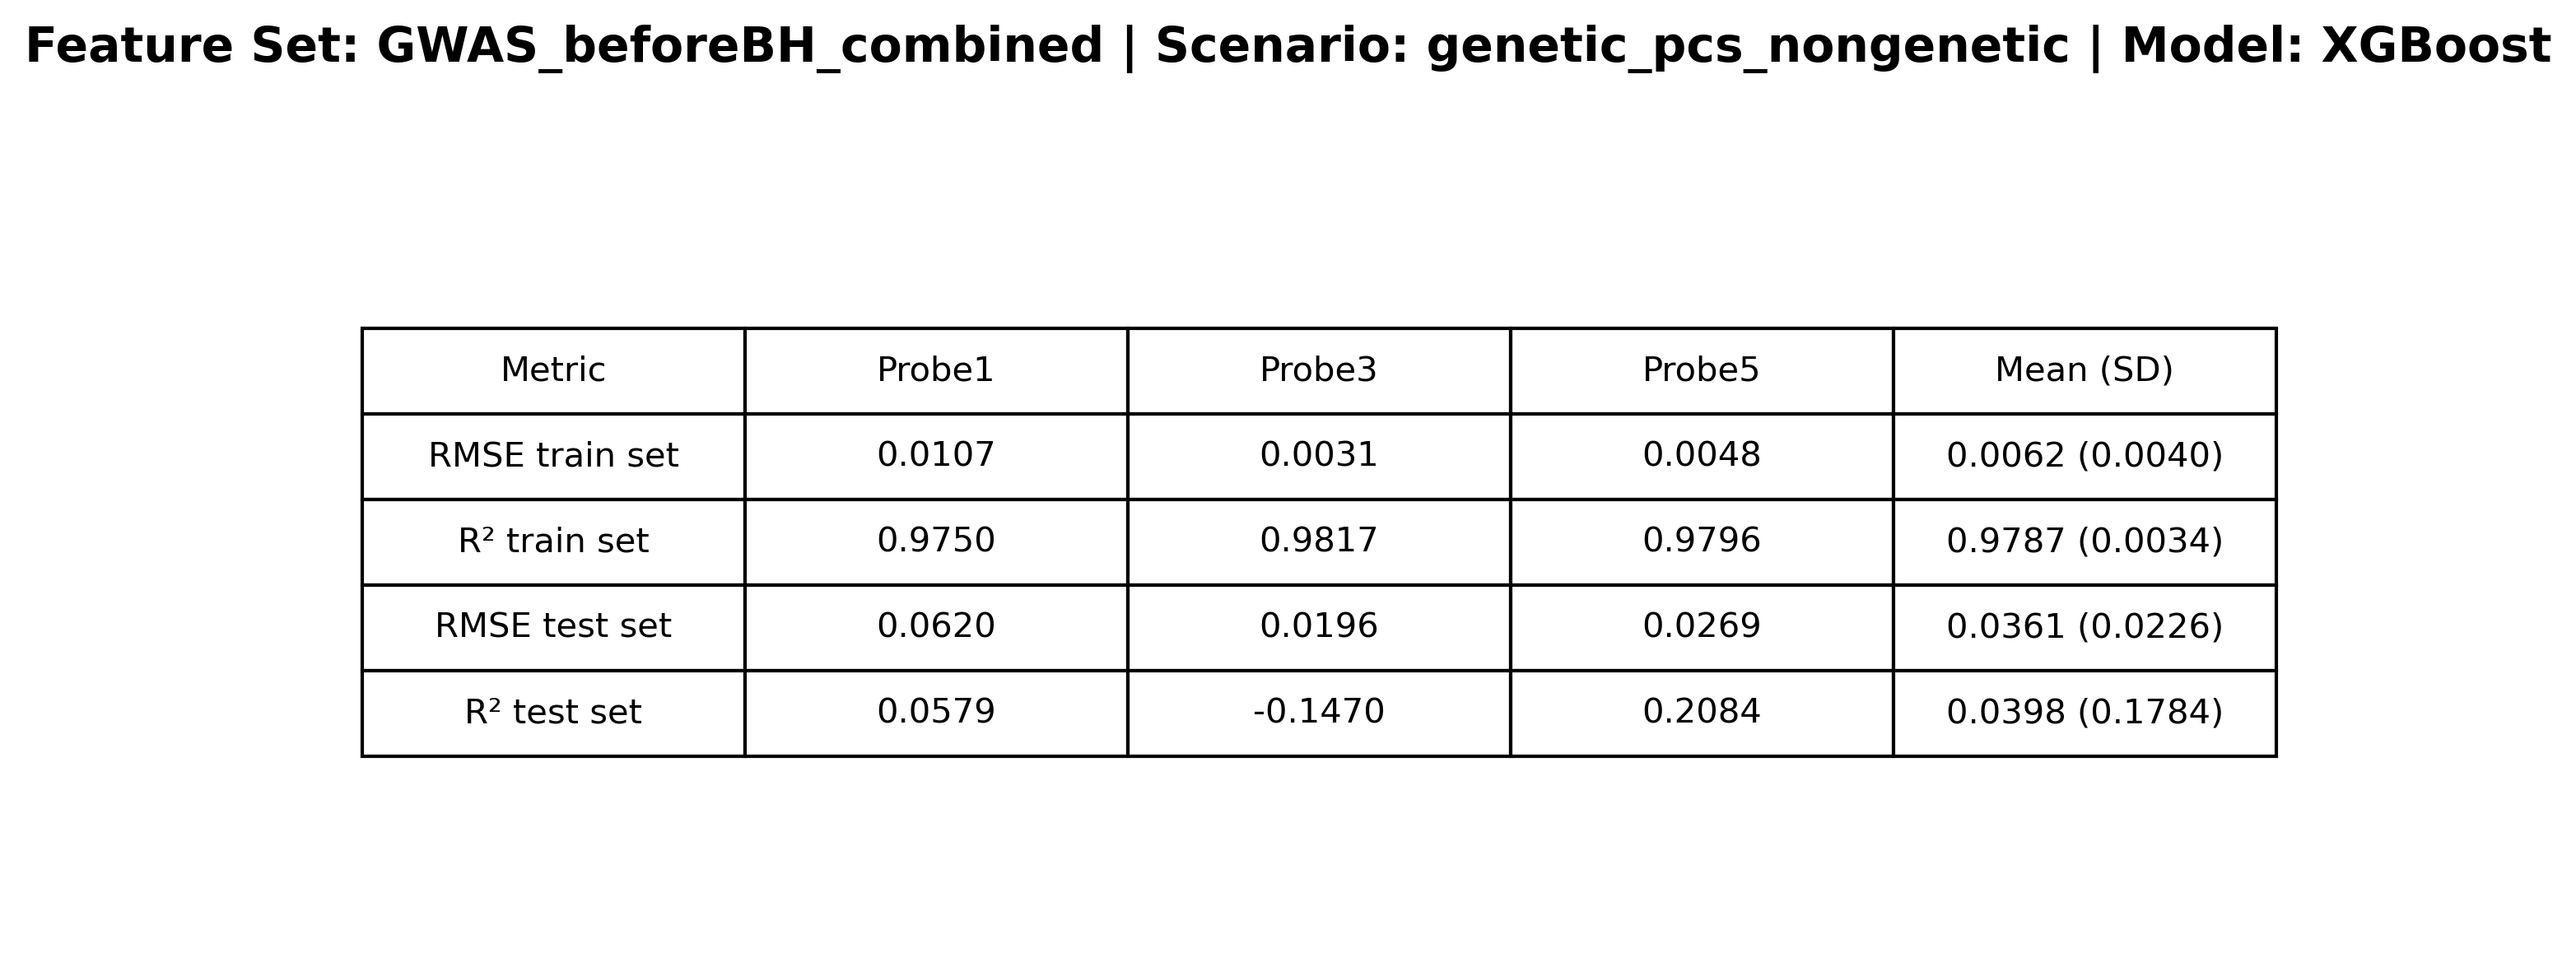 Feature Set: GWAS_beforeBH_combined | Scenario: genetic_pcs_nongenetic | Model: XGBoost
Metric Probe1 Probe3 Probe5 Mean (SD)
RMSE train set 0.0107 0.0031 0.0048 0.0062 (0.0040)
R² train set 0.9750 0.9817 0.9796 0.9787 (0.0034)
RMSE test set 0.0620 0.0196 0.0269 0.0361 (0.0226)
R² test set 0.0579 -0.1470 0.2084 0.0398 (0.1784)